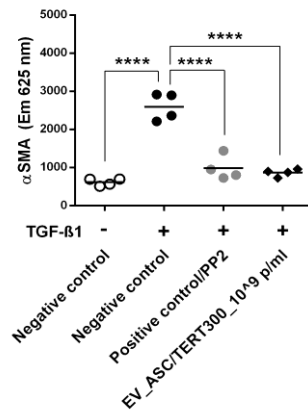 αSMA (Em 625 nm)
4000
3000
2000
1000
0
****
****
****
TGF-ß1
- + + +
Negative control
Negative control
Positive control/PP2
EV_ASC/TERT300_10^9 p/ml